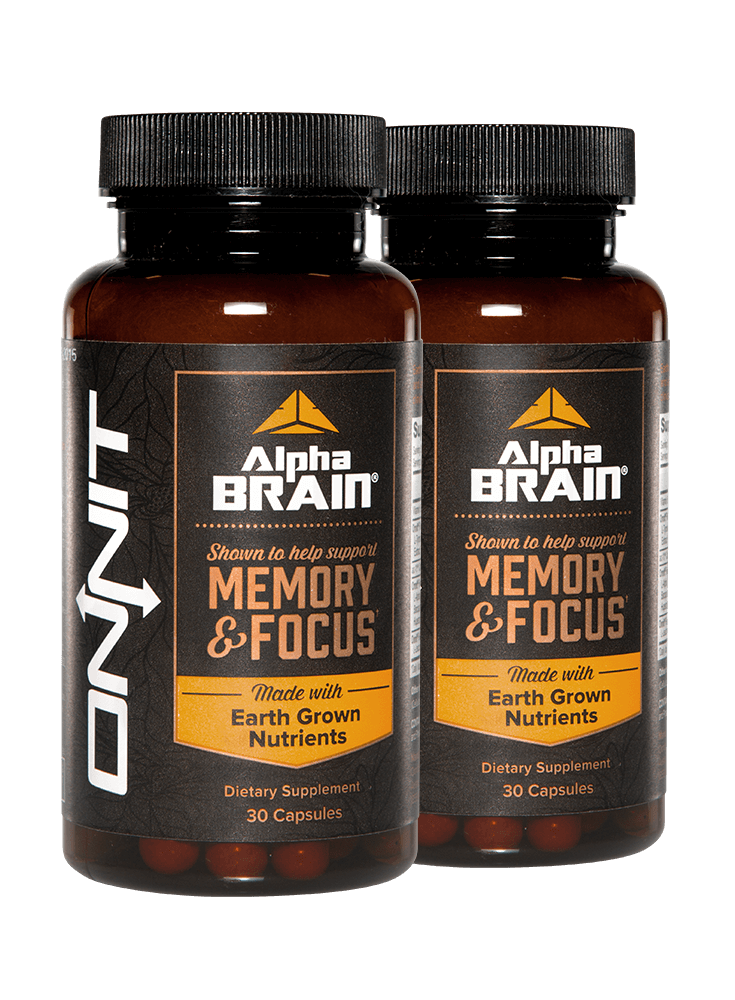 2015
ONNIT
Alpha
BRAIN®
Shown to help support
MEMORY
& FOCUS†
Made with
Earth Grown
Nutrients
Dietary Supplement
30 Capsules
Alpha
BRAIN®
Shown to help support
MEMORY
& FOCUS†
Made with
Earth Grown
Nutrients
Dietary Supplement
30 Capsules